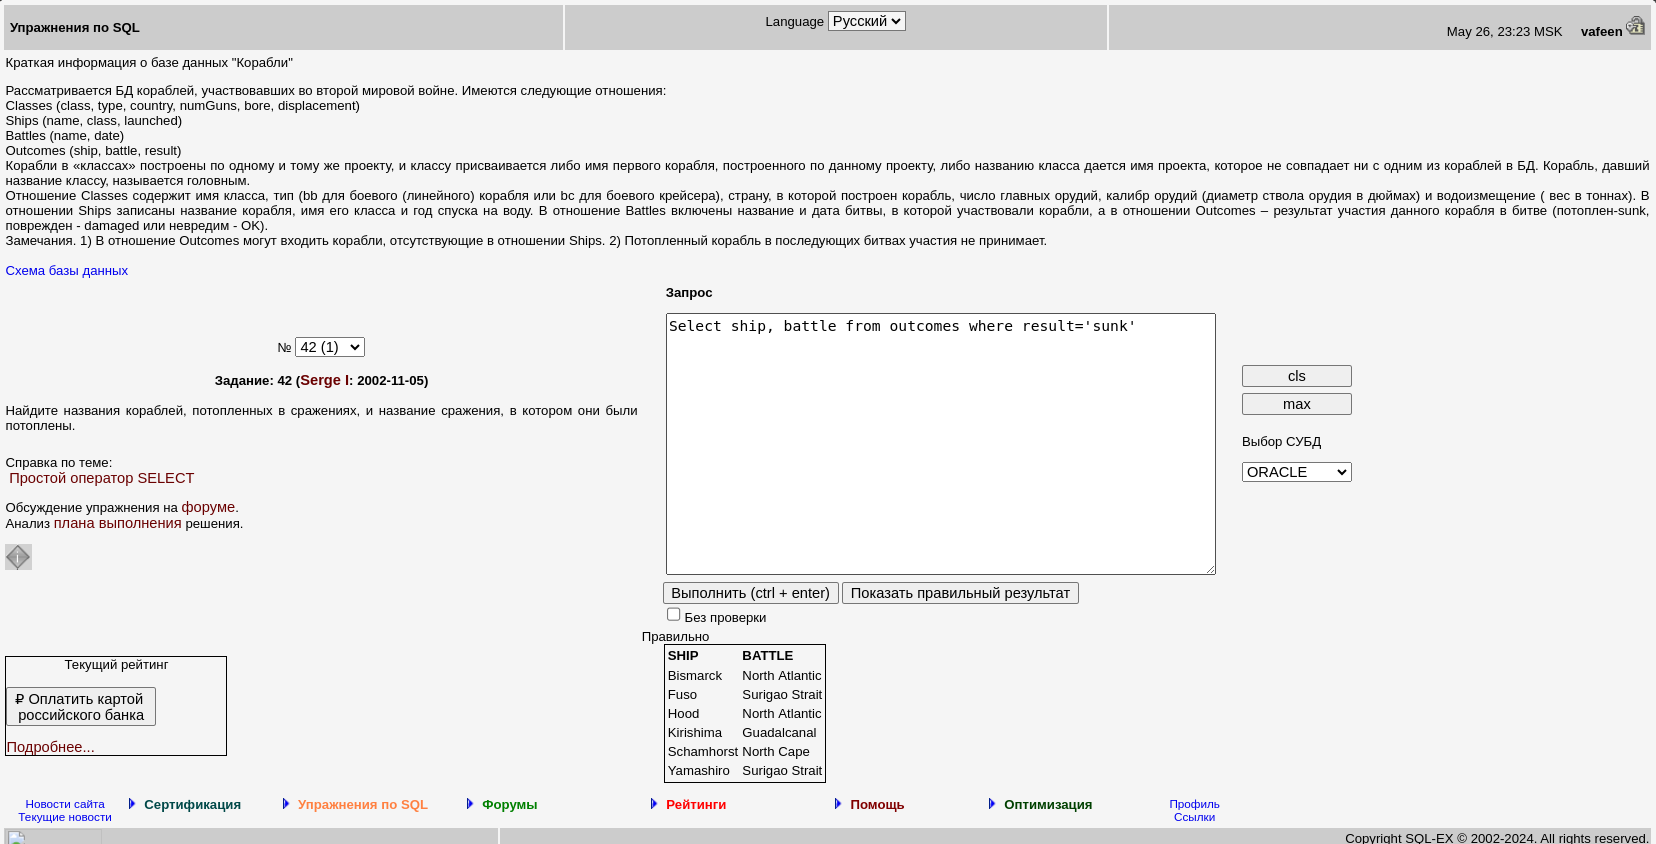 Упражнения по SQL
Language Русский
May 26, 23:23 MSK vafeen
Краткая информация о базе данных "Корабли"
Рассматривается БД кораблей, участвовавших во второй мировой войне. Имеются следующие отношения:
Classes (class, type, country, numGuns, bore, displacement)
Ships (name, class, launched)
Battles (name, date)
Outcomes (ship, battle, result)
Корабли в «классах» построены по одному и тому же проекту, и классу присваивается либо имя первого корабля, построенного по данному проекту, либо названию класса дается имя проекта, которое не совпадает ни с одним из кораблей в БД. Корабль, давший
название классу, называется головным.
Отношение Classes содержит имя класса, тип (bb для боевого (линейного) корабля или bc для боевого крейсера), страну, в которой построен корабль, число главных орудий, калибр орудий (диаметр ствола орудия в дюймах) и водоизмещение ( вес в тоннах). В
отношении Ships записаны название корабля, имя его класса и год спуска на воду. В отношение Battles включены название и дата битвы, в которой участвовали корабли, а в отношении Outcomes – результат участия данного корабля в битве (потоплен-sunk,
поврежден - damaged или невредим - OK).
Замечания. 1) В отношение Outcomes могут входить корабли, отсутствующие в отношении Ships. 2) Потопленный корабль в последующих битвах участия не принимает.
Схема базы данных
№ 42 (1)
Задание: 42 (Serge I: 2002-11-05)
Найдите названия кораблей, потопленных в сражениях, и название сражения, в котором они были
потоплены.
Справка по теме:
Простой оператор SELECT
Обсуждение упражнения на форуме.
Анализ плана выполнения решения.
Запрос
Select ship, battle from outcomes where result='sunk'
cls
max
Выбор СУБД
ORACLE
Выполнить (ctrl + enter) Показать правильный результат
Без проверки
Правильно
SHIP BATTLE
Bismarck North Atlantic
Fuso Surigao Strait
Hood North Atlantic
Kirishima Guadalcanal
Schamhorst North Cape
Yamashiro Surigao Strait
Текущий рейтинг
₽ Оплатить картой
российского банка
Подробнее...
Новости сайта
Текущие новости
Сертификация
Упражнения по SQL
Форумы
Рейтинги
Помощь
Оптимизация
Профиль
Ссылки
Copyright SQL-EX © 2002-2024. All rights reserved.